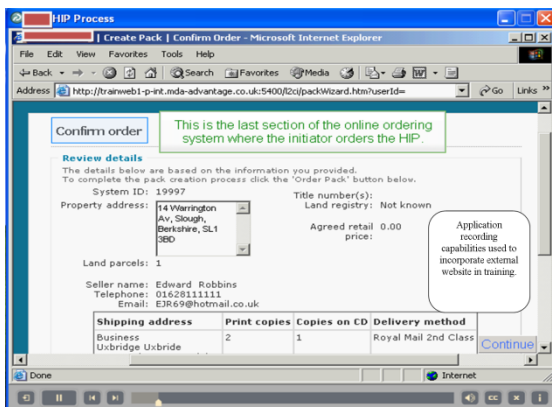 HIP Process
| Create Pack | Confirm Order - Microsoft Internet Explorer
File Edit View Favorites Tools Help
Back Search Favorites Media
Address http://trainweb1-p-int.mda-advantage.co.uk:5400/l2ci/packWizard.htm?userId= Go Links »
Confirm order
This is the last section of the online ordering
system where the initiator orders the HIP.
Review details
The details below are based on the information you provided.
To complete the pack creation process click the 'Order Pack' button below.
System ID: 19997
Title number(s):
Land registry: Not known
Property address: 14 Warrington
Av, Slough,
Berkshire, SL1
3BD
Agreed retail 0.00
price:
Application
recording
capabilities used to
incorporate external
website in training.
Land parcels: 1
Seller name: Edward Robbins
Telephone: 01628111111
Email: EJR69@hotmail.co.uk
Shipping address Print copies Copies on CD Delivery method
Business 2 1 Royal Mail 2nd Class
Uxbridge Uxbride
Continue
Done Internet
CC